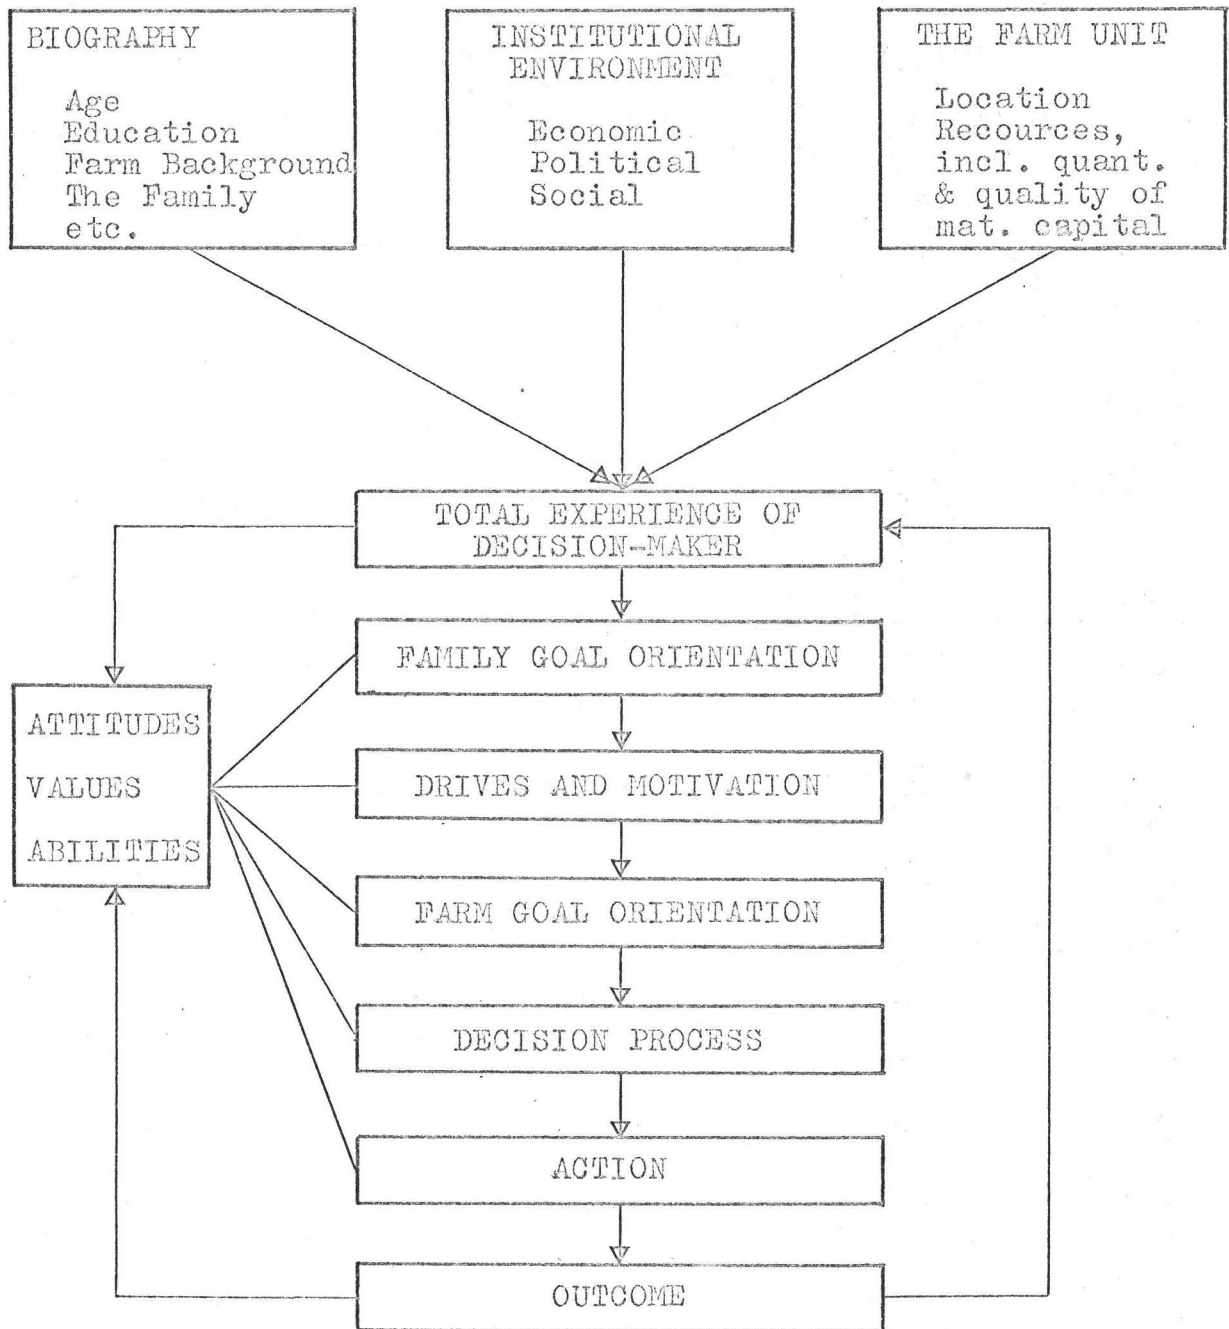 BIOGRAPHY
Age
Education
Farm Background
The Family
etc.
INSTITUTIONAL
ENVIRONMENT
Economic
Political
Social
THE FARM UNIT
Location
Recources,
incl. quant.
& quality of
mat. capital
TOTAL EXPERIENCE OF
DECISION-MAKER
FAMILY GOAL ORIENTATION
ATTITUDES
VALUES
ABILITIES
DRIVES AND MOTIVATION
FARM GOAL ORIENTATION
DECISION PROCESS
ACTION
OUTCOME